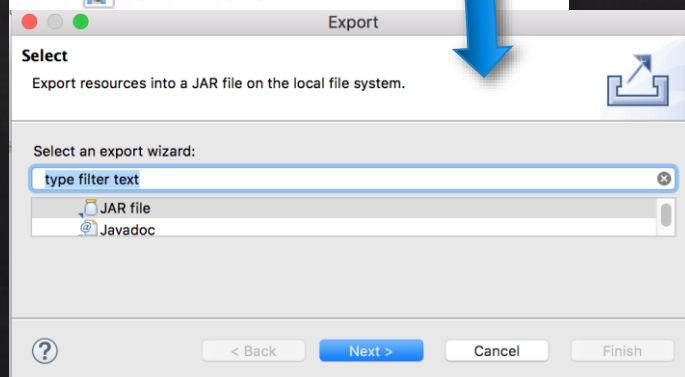 Export
Select
Export resources into a JAR file on the local file system.
Select an export wizard:
type filter text
JAR file
Javadoc
? < Back Next > Cancel Finish